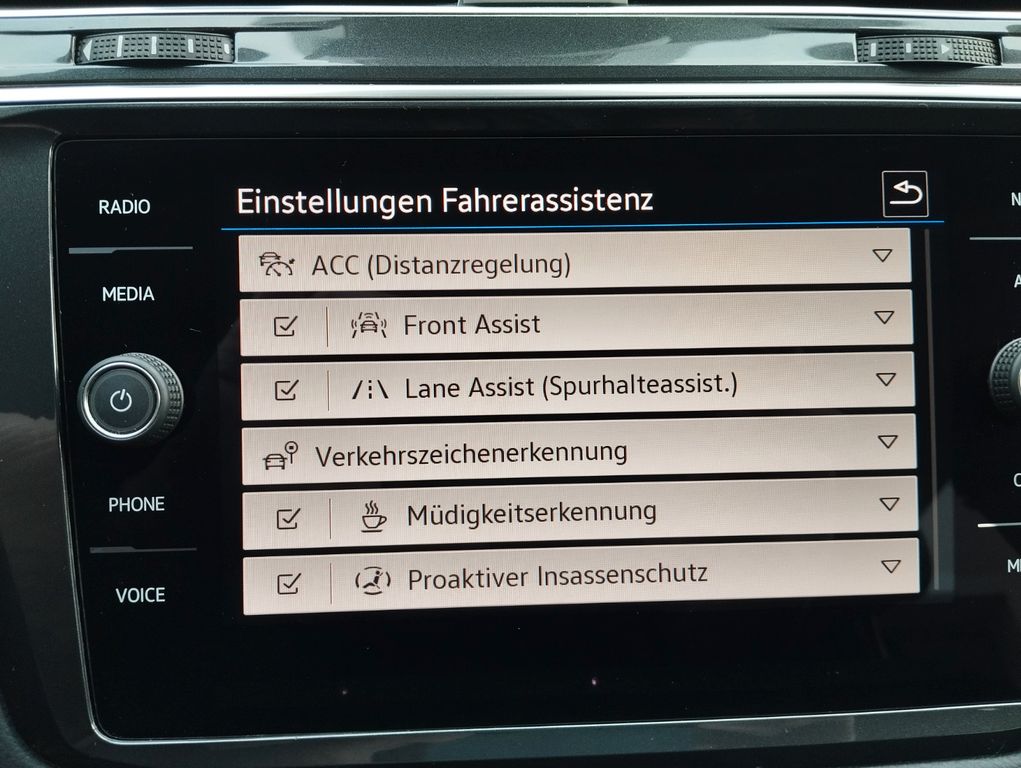 Einstellungen Fahrerassistenz
RADIO
MEDIA
PHONE
VOICE
ACC (Distanzregelung)
Front Assist
Lane Assist (Spurhalteassist.)
Verkehrszeichenerkennung
Müdigkeitserkennung
Proaktiver Insassenschutz